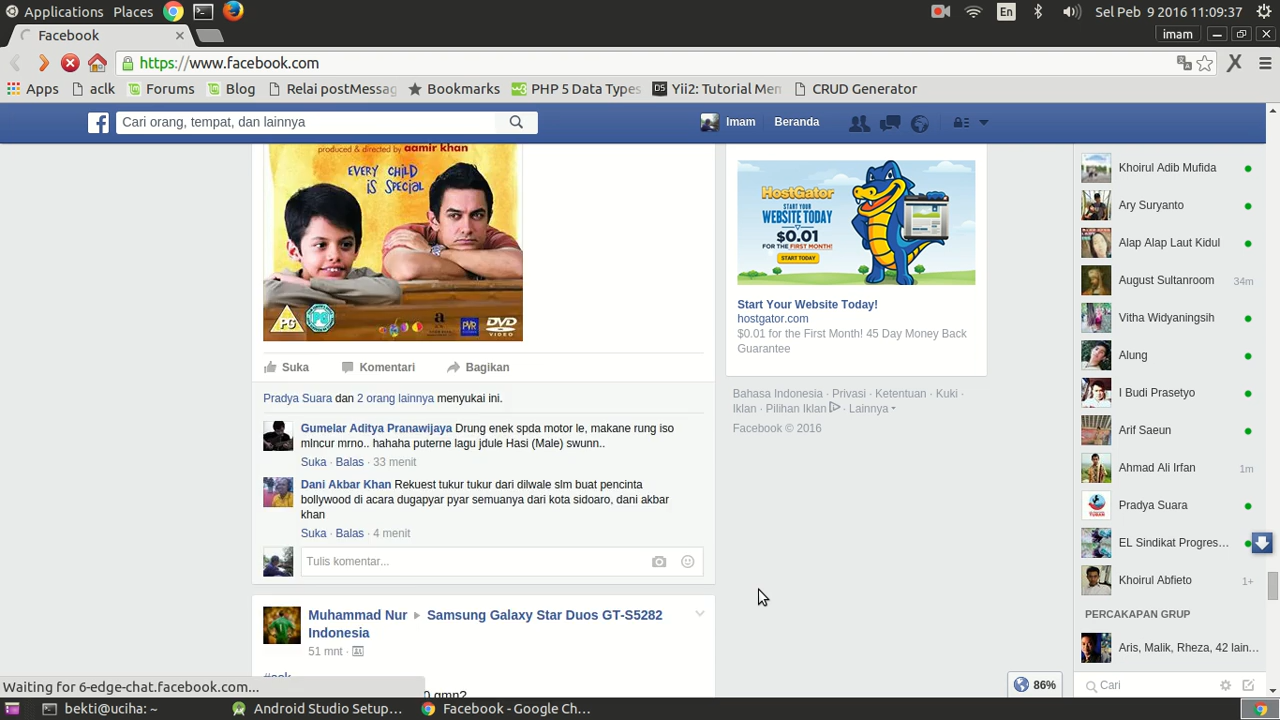 Applications Places En Sel Peb 9 2016 11:09:37
Facebook imam
https://www.facebook.com
Apps aclk Forums Blog Relai postMessag Bookmarks PHP 5 Data Types Yii2: Tutorial Men CRUD Generator
Cari orang, tempat, dan lainnya Imam Beranda
produced & directed by aamir khan
EVERY CHILD
IS SPECIAL
PG
PVR
DVD
VIDEO
Suka Komentari Bagikan
Pradya Suara dan 2 orang lainnya menyukai ini.
Gumelar Aditya Pranawijaya Drung enek spda motor le, makane rung iso
mlncur mrno.. hahaha puterne lagu jdule Hasi (Male) swunn..
Suka · Balas · 33 menit
Dani Akbar Khan Rekuest tukur tukur dari dilwale slm buat pencinta
bollywood di acara dugapyar pyar semuanya dari kota sidoaro, dani akbar
khan
Suka · Balas · 4 menit
Tulis komentar...
Muhammad Nur Samsung Galaxy Star Duos GT-S5282
Indonesia
51 mnt ·
HostGator
START YOUR
WEBSITE TODAY
$0.01
FOR THE FIRST MONTH!
START TODAY
Start Your Website Today!
hostgator.com
$0.01 for the First Month! 45 Day Money Back
Guarantee
Bahasa Indonesia · Privasi · Ketentuan · Kuki ·
Iklan · Pilihan Iklan · Lainnya
Facebook © 2016
Khoirul Adib Mufida
Ary Suryanto
Alap Alap Laut Kidul
August Sultanroom 34m
Vitha Widyaningsih
Alung
I Budi Prasetyo
Arif Saeun
Ahmad Ali Irfan 1m
Pradya Suara
EL Sindikat Progres...
Khoirul Abfieto 1+
PERCAKAPAN GRUP
Aris, Malik, Rheza, 42 lain...
86% Cari
Waiting for 6-edge-chat.facebook.com...
bekti@uciha: ~ Android Studio Setup... Facebook - Google Ch...